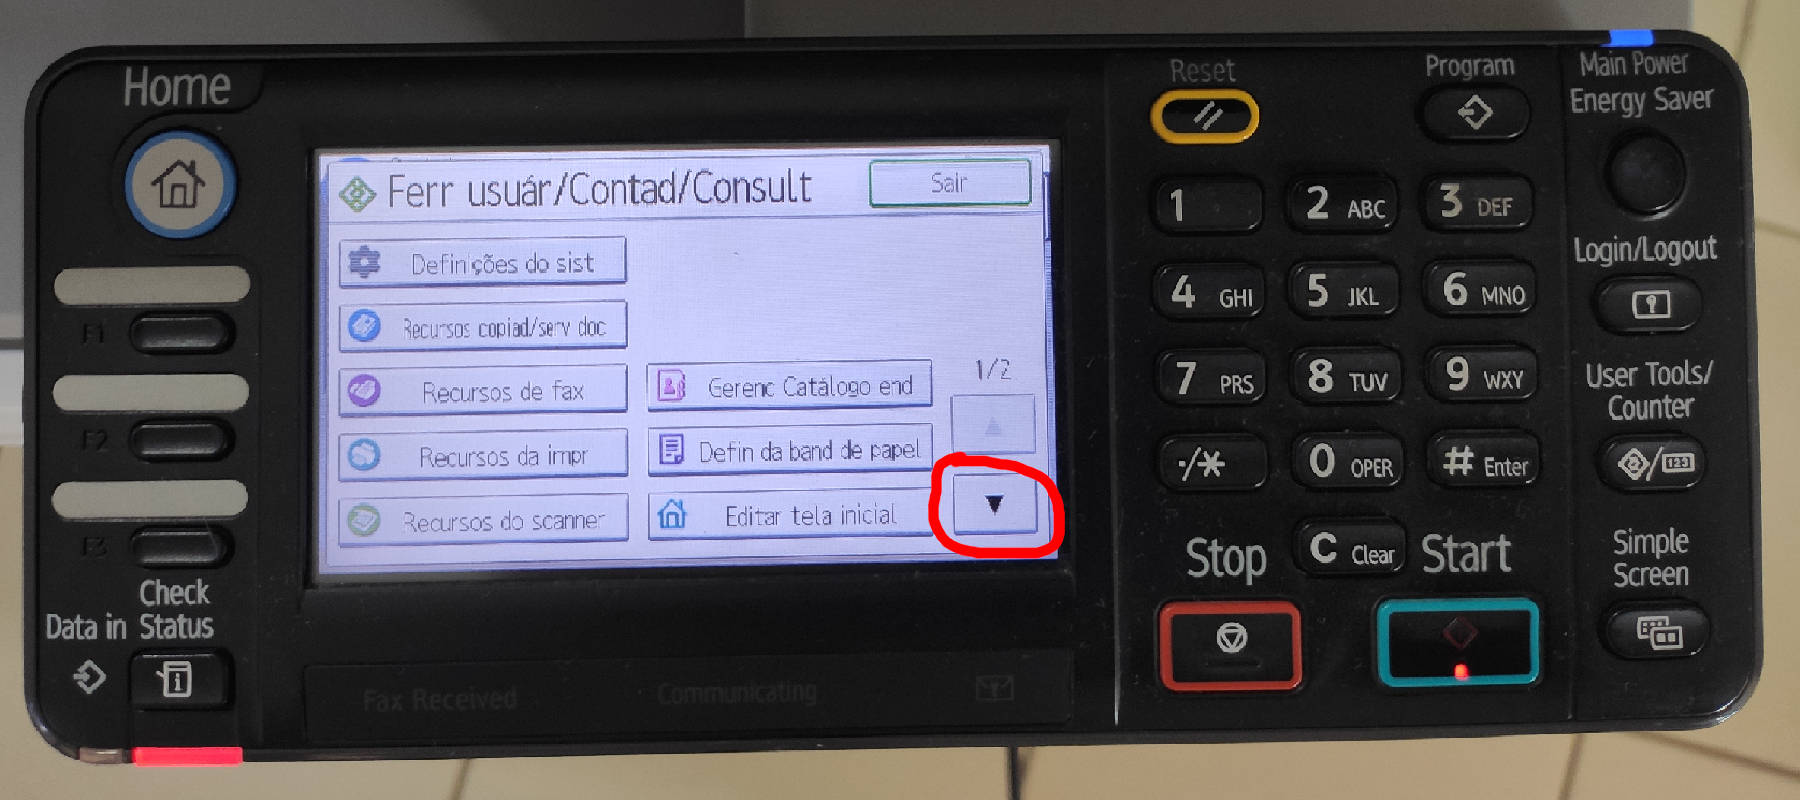 Home
F1
F2
F3
Check
Data in Status
Ferr usuár/Contad/Consult
Sair
Definições do sist
Recursos copiad/serv doc
Recursos de fax
Recursos da impr
Recursos do scanner
Gerenc Catálogo end
Defin da band de papel
Editar tela inicial
1/2
Fax Received
Communicating
Reset
Program
1
2 ABC
3 DEF
4 GHI
5 JKL
6 MNO
7 PRS
8 TUV
9 WXY
./*
0 OPER
# Enter
Stop
C Clear
Start
Main Power
Energy Saver
Login/Logout
User Tools/
Counter
123
Simple
Screen